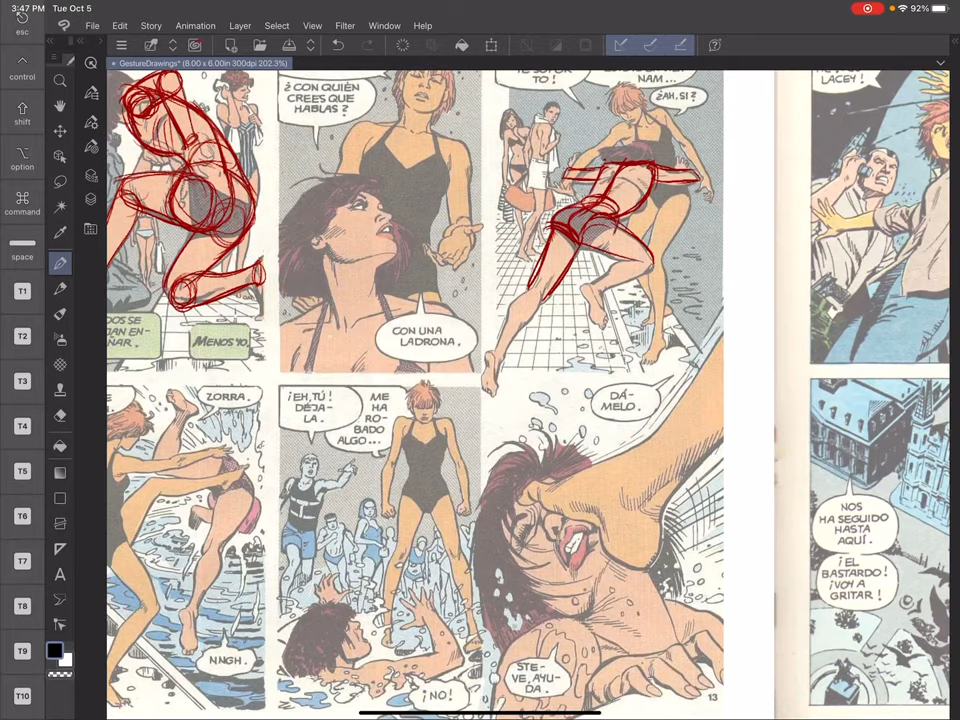 3:47 PM Tue Oct 5
92%
File Edit Story Animation Layer Select View Filter Window Help
GestureDrawings* (8.00 x 6.00in 300dpi 202.3%)
esc
control
shift
option
command
space
T1
T2
T3
T4
T5
T6
T7
T8
T9
T10
MENOS YO.
¿CON QUIÉN
CREES QUE
HABLAS?
CON UNA
LADRONA.
NAM...
¿AH, SI?
LACEY!
ZORRA.
NNGH.
¡EH, TÚ!
DÉJA-
LA.
ME HA
RO-
BADO
ALGO...
¡NO!
DÁ-
MELO.
STE-
VE, AYU-
DA.
13
NOS
HA SEGUIDO
HASTA
AQUÍ.
¡EL
BASTARDO!
¡VOY A
GRITAR!